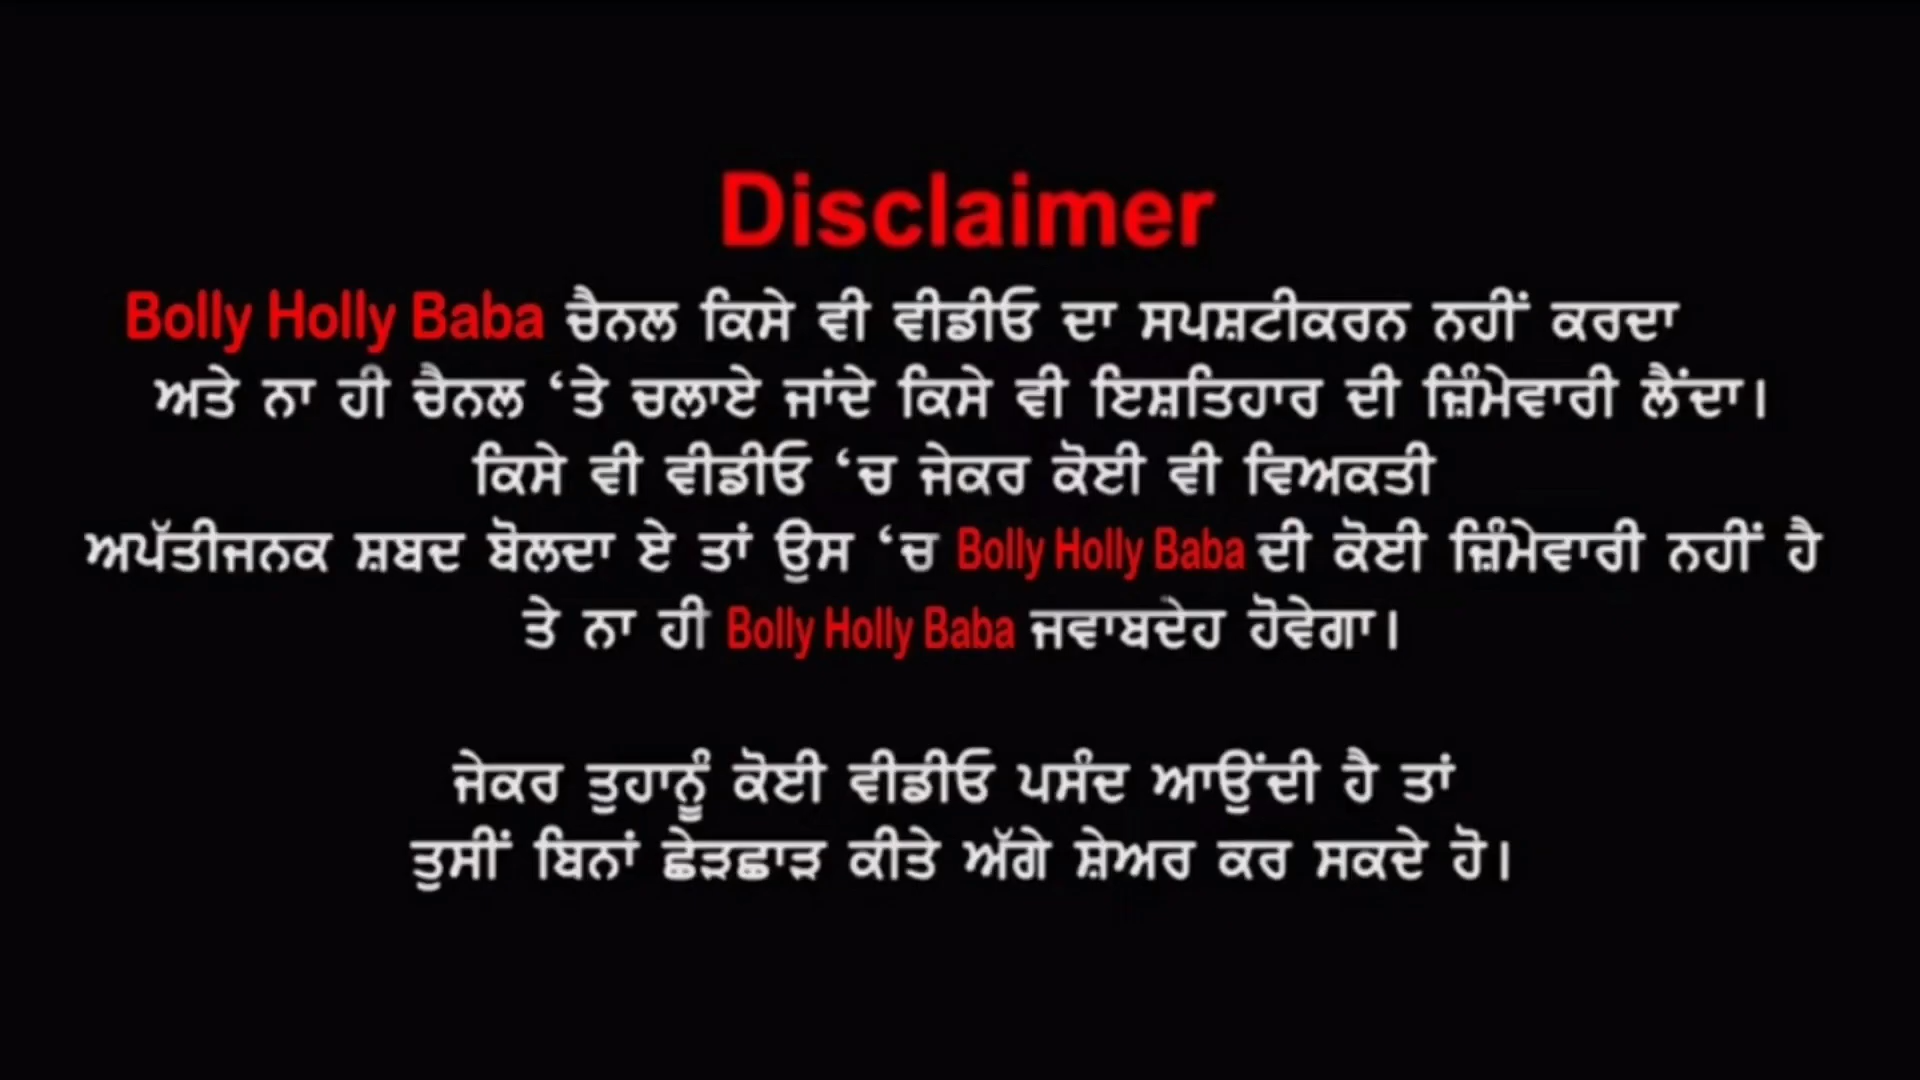 Disclaimer
Bolly Holly Baba ਚੈਨਲ ਕਿਸੇ ਵੀ ਵੀਡੀਓ ਦਾ ਸਪਸ਼ਟੀਕਰਨ ਨਹੀਂ ਕਰਦਾ
ਅਤੇ ਨਾ ਹੀ ਚੈਨਲ ‘ਤੇ ਚਲਾਏ ਜਾਂਦੇ ਕਿਸੇ ਵੀ ਇਸ਼ਤਿਹਾਰ ਦੀ ਜ਼ਿੰਮੇਵਾਰੀ ਲੈਂਦਾ।
ਕਿਸੇ ਵੀ ਵੀਡੀਓ ‘ਚ ਜੇਕਰ ਕੋਈ ਵੀ ਵਿਅਕਤੀ
ਅਪੱਤੀਜਨਕ ਸ਼ਬਦ ਬੋਲਦਾ ਏ ਤਾਂ ਉਸ ‘ਚ Bolly Holly Baba ਦੀ ਕੋਈ ਜ਼ਿੰਮੇਵਾਰੀ ਨਹੀਂ ਹੈ
ਤੇ ਨਾ ਹੀ Bolly Holly Baba ਜਵਾਬਦੇਹ ਹੋਵੇਗਾ।
ਜੇਕਰ ਤੁਹਾਨੂੰ ਕੋਈ ਵੀਡੀਓ ਪਸੰਦ ਆਉਂਦੀ ਹੈ ਤਾਂ
ਤੁਸੀਂ ਬਿਨਾਂ ਛੇੜਛਾੜ ਕੀਤੇ ਅੱਗੇ ਸ਼ੇਅਰ ਕਰ ਸਕਦੇ ਹੋ।